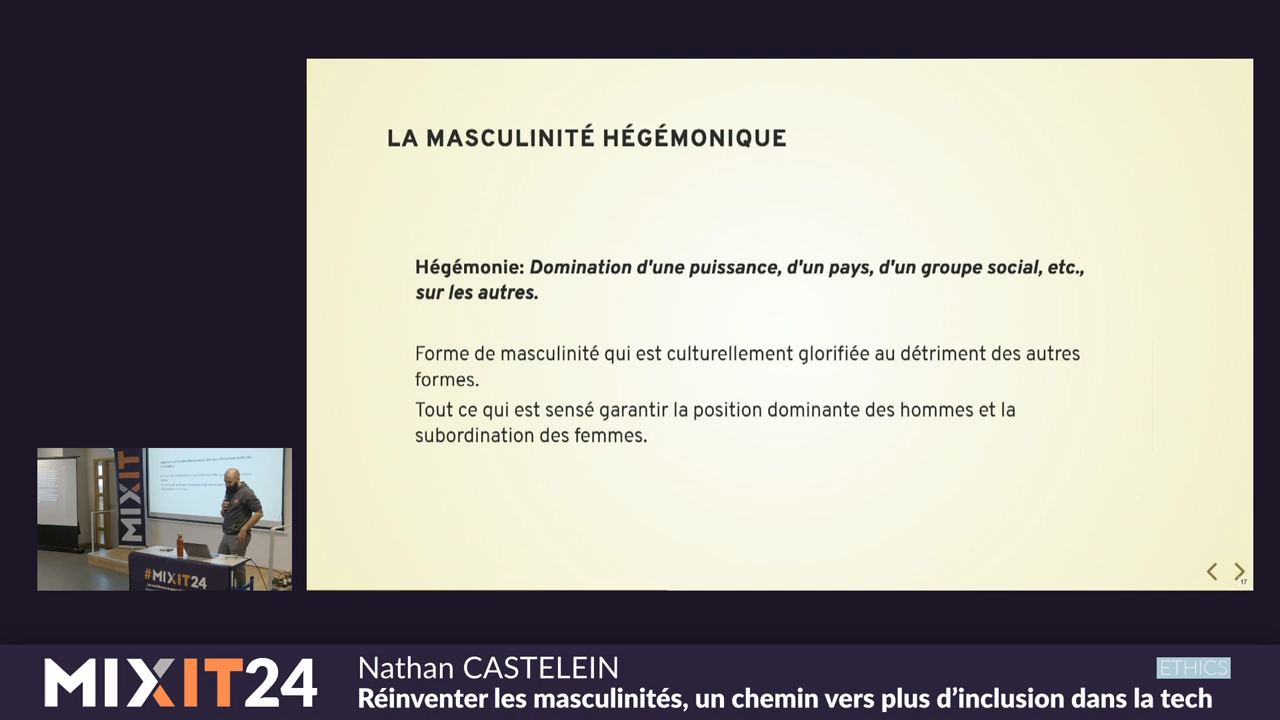 LA MASCULINITÉ HÉGÉMONIQUE
Hégémonie: Domination d'une puissance, d'un pays, d'un groupe social, etc.,
sur les autres.
Forme de masculinité qui est culturellement glorifiée au détriment des autres
formes.
Tout ce qui est sensé garantir la position dominante des hommes et la
subordination des femmes.
17
MIXIT
#MIXIT24
MIXIT24
Nathan CASTELEIN
ETHICS
Réinventer les masculinités, un chemin vers plus d’inclusion dans la tech